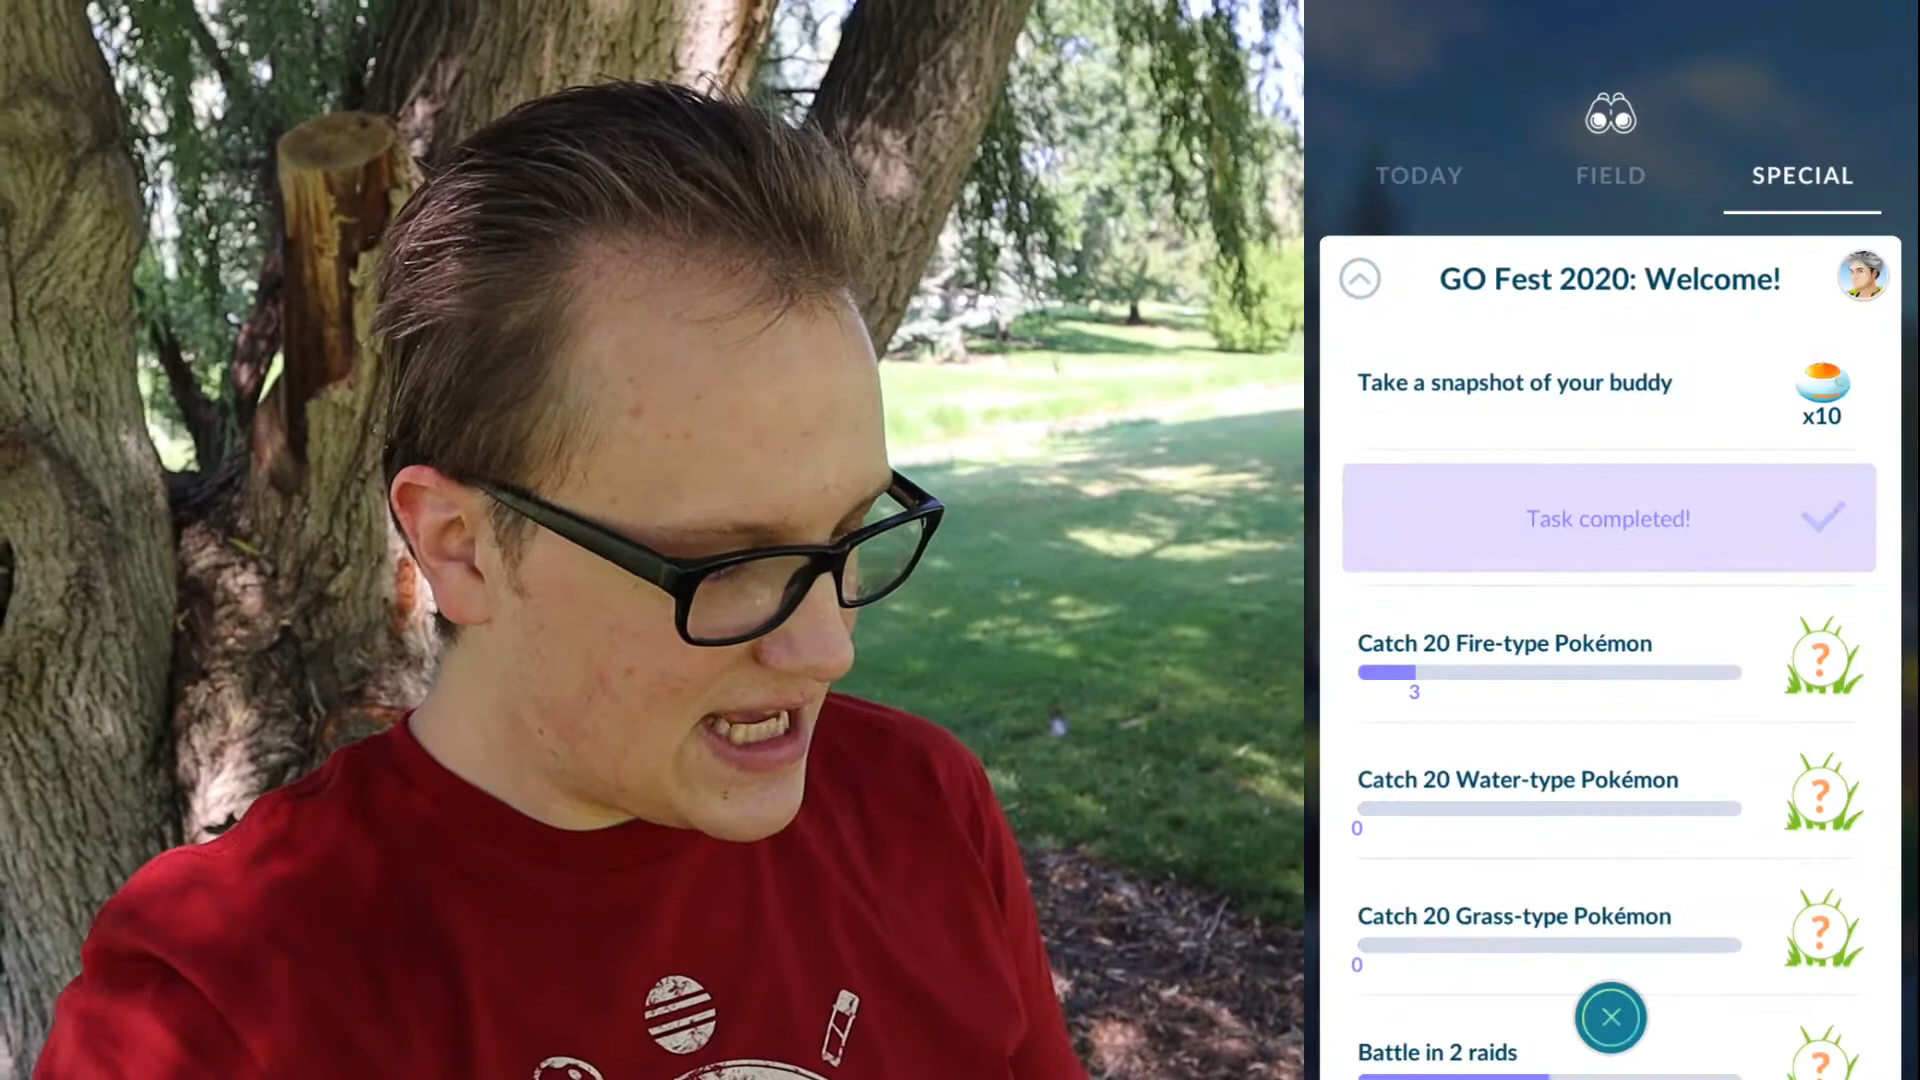 TODAY
FIELD
SPECIAL
GO Fest 2020: Welcome!
Take a snapshot of your buddy
x10
Task completed!
Catch 20 Fire-type Pokémon
?
3
Catch 20 Water-type Pokémon
?
0
Catch 20 Grass-type Pokémon
?
0
Battle in 2 raids
?